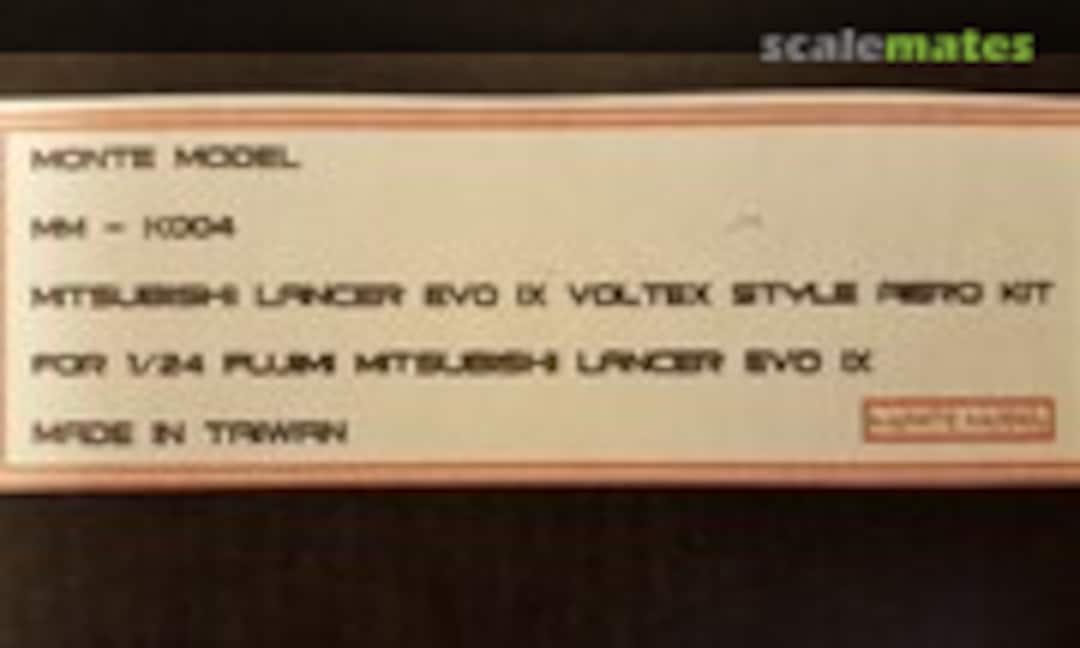 scalemates
MONTE MODEL
MM - K004
MITSUBISHI LANCER EVO IX VOLTEX STYLE AERO KIT
FOR 1/24 FUJIMI MITSUBISHI LANCER EVO IX
MADE IN TAIWAN